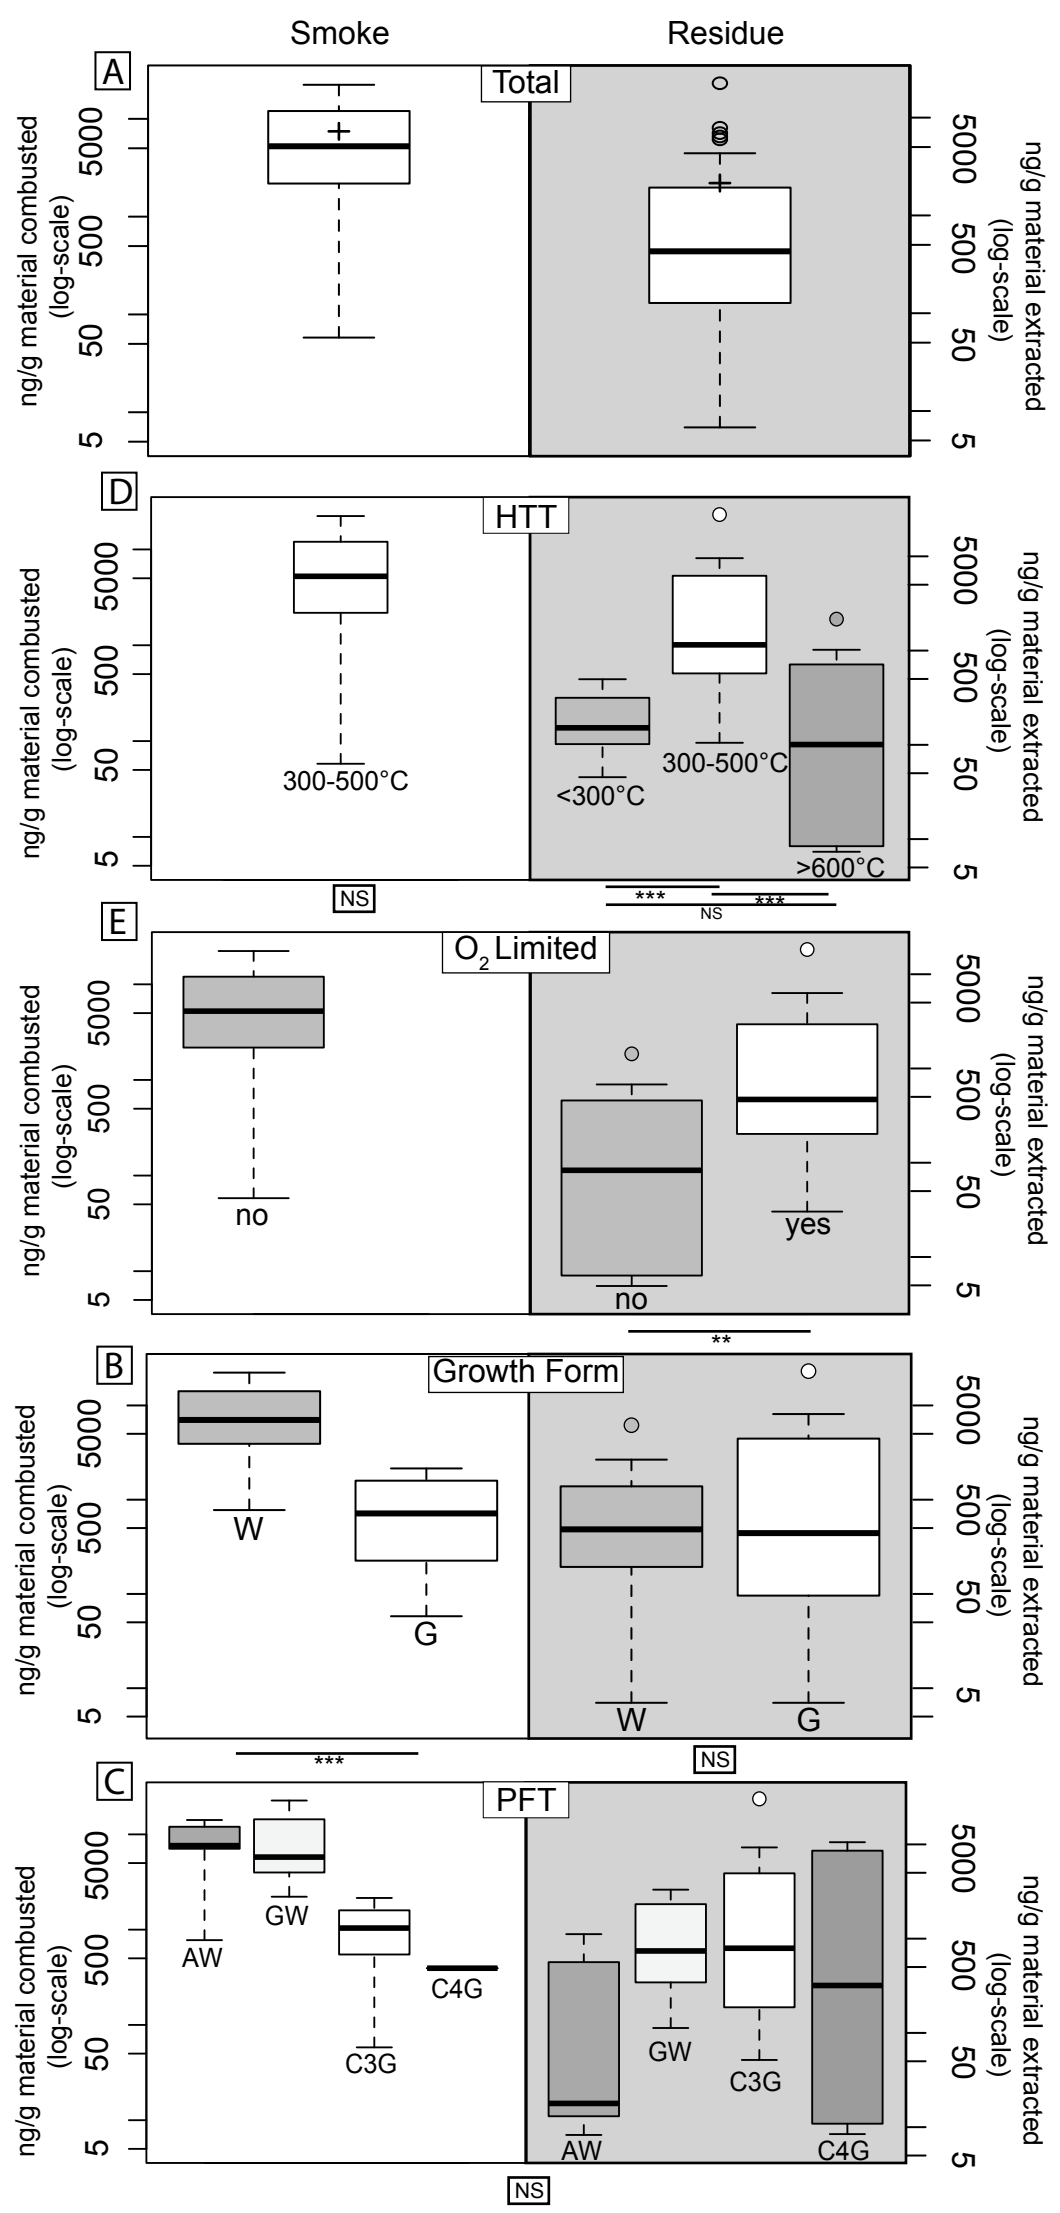 Smoke Residue
A Total
ng/g material combusted
(log-scale)
5000
500
50
5
5000
500
50
5
ng/g material extracted
(log-scale)
D HTT
ng/g material combusted
(log-scale)
5000
500
50
5
300-500°C
<300°C
300-500°C
>600°C
5000
500
50
5
ng/g material extracted
(log-scale)
NS
*** ***
NS
E O2 Limited
ng/g material combusted
(log-scale)
5000
500
50
5
no
no
yes
5000
500
50
5
ng/g material extracted
(log-scale)
**
B Growth Form
ng/g material combusted
(log-scale)
5000
500
50
5
W
G
W
G
5000
500
50
5
ng/g material extracted
(log-scale)
***
NS
C PFT
ng/g material combusted
(log-scale)
5000
500
50
5
AW
GW
C3G
C4G
AW
GW
C3G
C4G
5000
500
50
5
ng/g material extracted
(log-scale)
NS